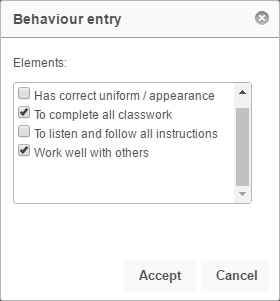 Behaviour entry
Elements:
Has correct uniform / appearance
To complete all classwork
To listen and follow all instructions
Work well with others
Accept Cancel